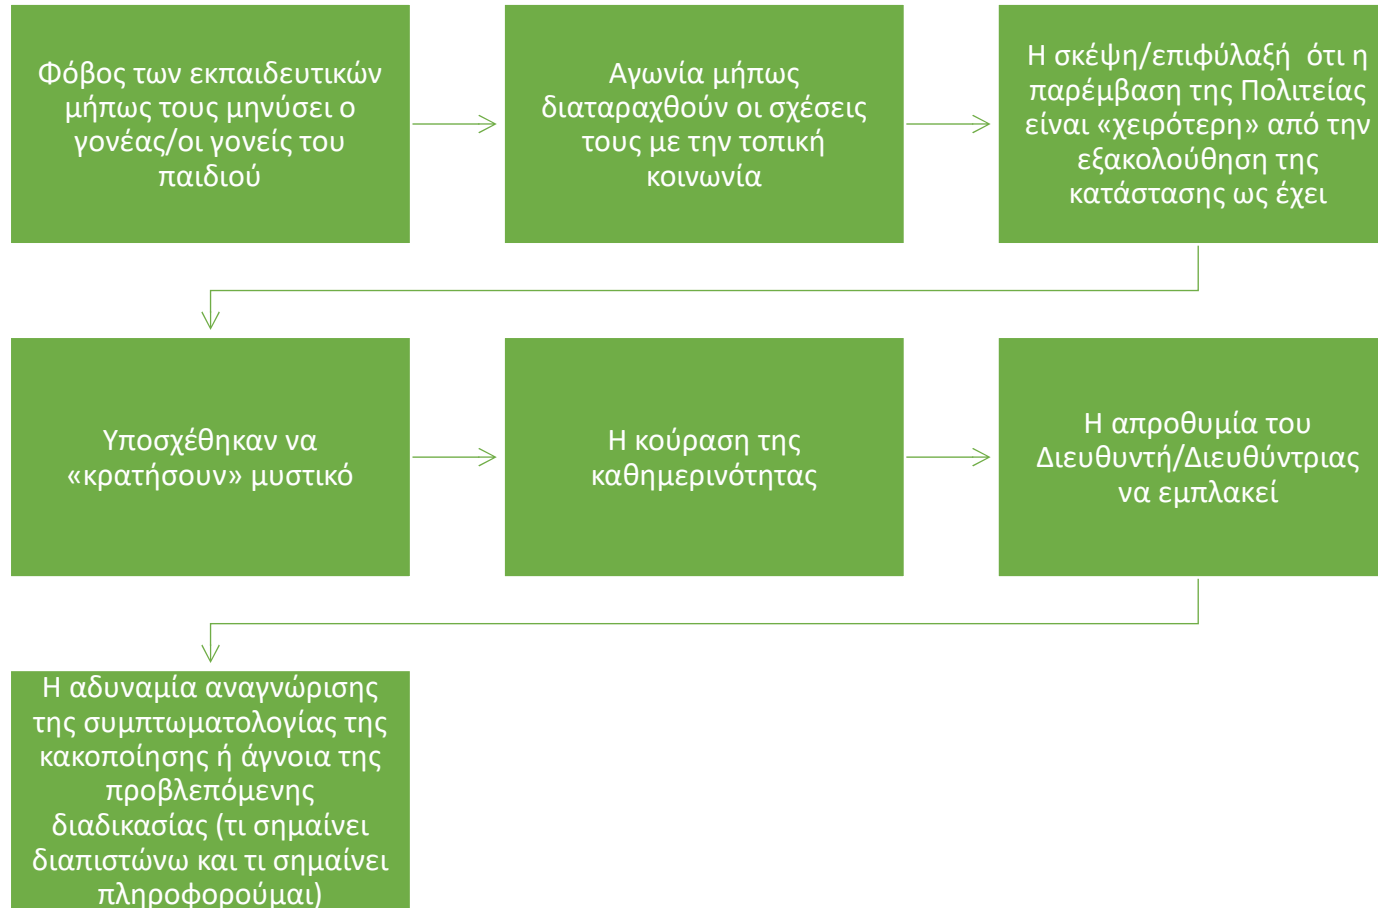 Φόβος των εκπαιδευτικών
μήπως τους μηνύσει ο
γονέας/οι γονείς του
παιδιού
Αγωνία μήπως
διαταραχθούν οι σχέσεις
τους με την τοπική
κοινωνία
Η σκέψη/επιφύλαξή  ότι η
παρέμβαση της Πολιτείας
είναι «χειρότερη» από την
εξακολούθηση της
κατάστασης ως έχει
Υποσχέθηκαν να
«κρατήσουν» μυστικό
Η κούραση της
καθημερινότητας
Η απροθυμία του
Διευθυντή/Διευθύντριας
να εμπλακεί
Η αδυναμία αναγνώρισης
της συμπτωματολογίας της
κακοποίησης ή άγνοια της
προβλεπόμενης
διαδικασίας (τι σημαίνει
διαπιστώνω και τι σημαίνει
πληροφορούμαι)